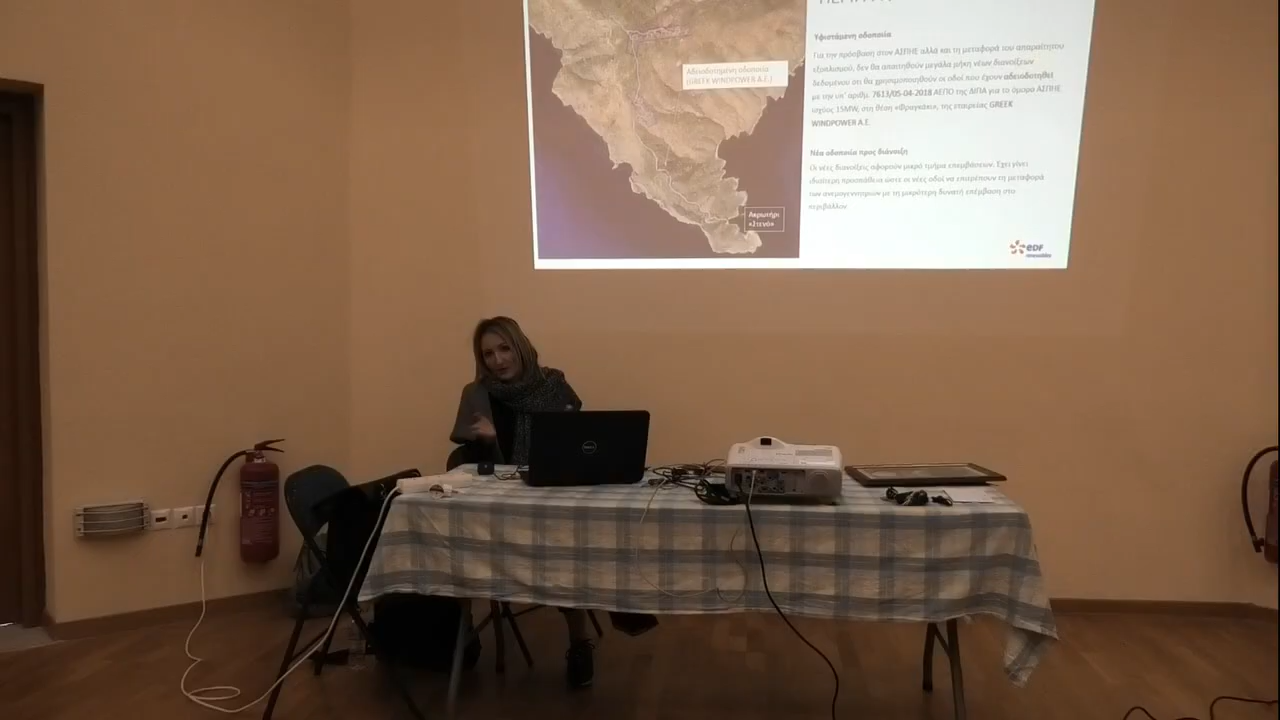 Αδειοδοτημένη οδοποιία
(GREEK WINDPOWER A.E.)
Ακρωτήρι
«Στενό»
Υφιστάμενη οδοποιία
Για την πρόσβαση στον ΑΣΠΗΕ αλλά και τη μεταφορά του απαραίτητου
εξοπλισμού, δεν θα απαιτηθούν μεγάλα μήκη νέων διανοίξεων
δεδομένου ότι θα χρησιμοποιηθούν οι οδοί που έχουν αδειοδοτηθεί
με την υπ' αριθμ. 7613/05-04-2018 ΑΕΠΟ της ΔΙΠΑ για το όμορο ΑΣΠΗΕ
ισχύος 15MW, στη θέση «Φραγκάκι», της εταιρείας GREEK
WINDPOWER A.E.
Νέα οδοποιία προς διάνοιξη
Οι νέες διανοίξεις αφορούν μικρό τμήμα επεμβάσεων. Έχει γίνει
ιδιαίτερη προσπάθεια ώστε οι νέες οδοί να επιτρέπουν τη μεταφορά
των ανεμογεννητριών με τη μικρότερη δυνατή επέμβαση στο
περιβάλλον
edf
renouvelables
DELL